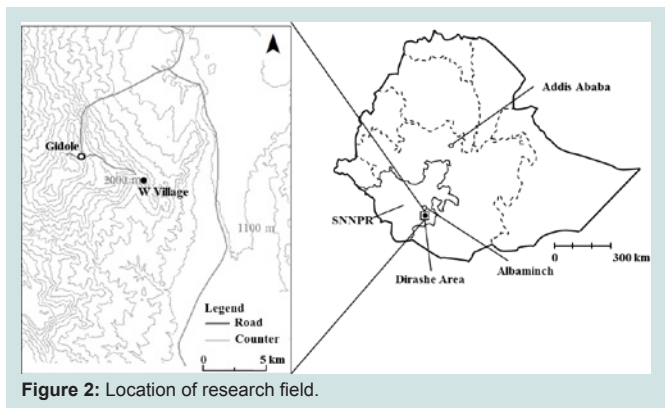 Gidole
2000 m
W Village
1100 m
Legend
Road
Counter
0 5 km
Addis Ababa
SNNPR
Dirashe Area
Albaminch
0 300 km
Figure 2: Location of research field.